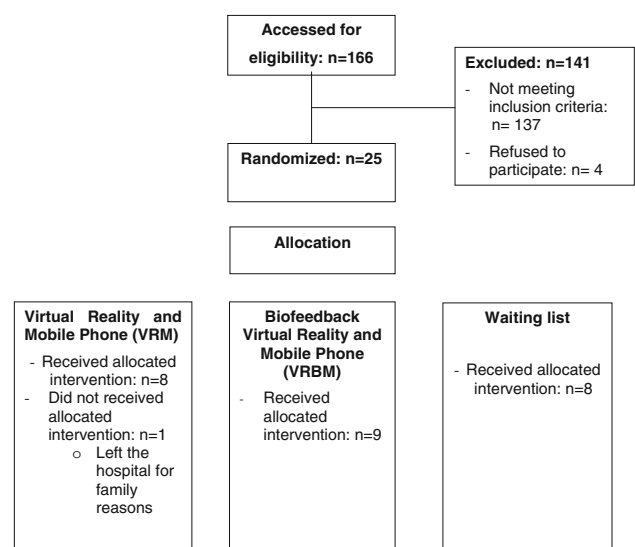 Accessed for
eligibility: n=166
Excluded: n=141
- Not meeting
inclusion criteria:
n= 137
- Refused to
participate: n= 4
Randomized: n=25
Allocation
Virtual Reality and
Mobile Phone (VRM)
- Received allocated
intervention: n=8
- Did not received
allocated
intervention: n=1
o Left the
hospital for
family
reasons
Biofeedback
Virtual Reality and
Mobile Phone
(VRBM)
- Received
allocated
intervention: n=9
Waiting list
- Received allocated
intervention: n=8